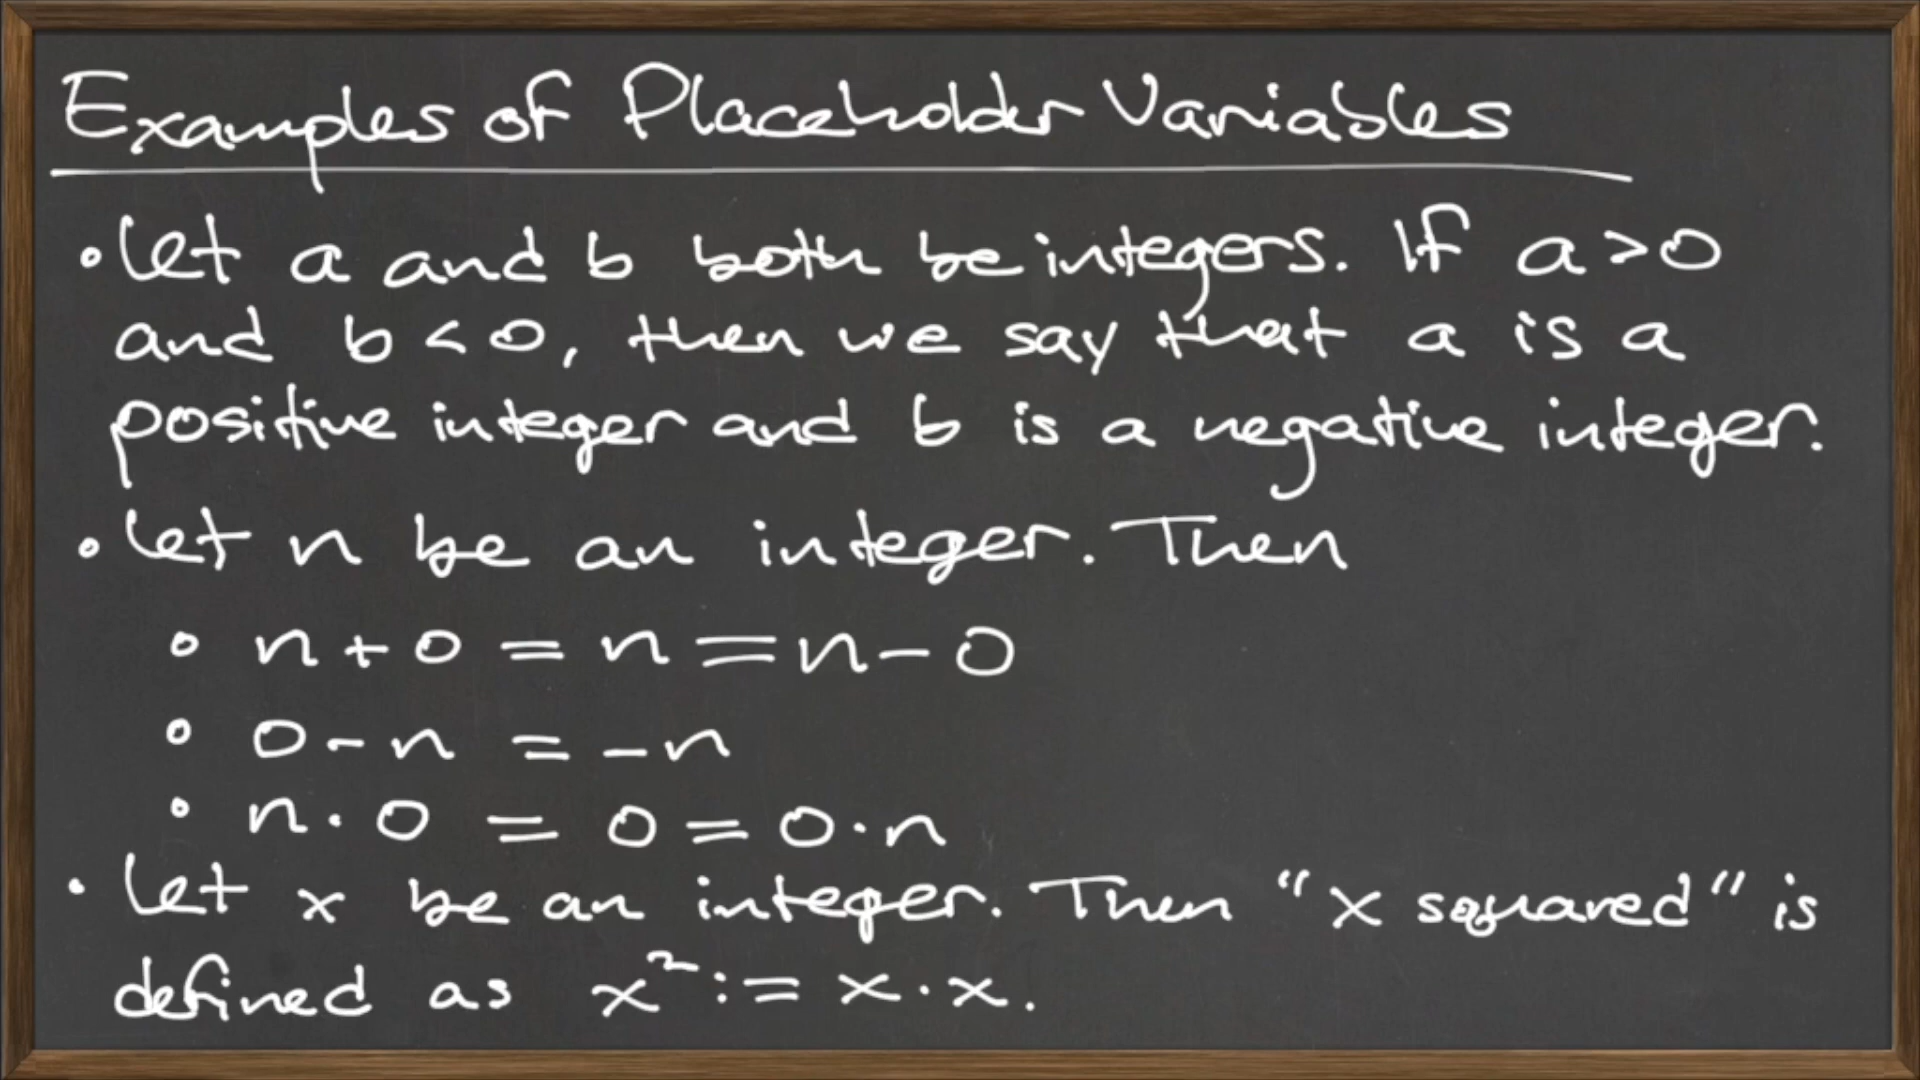 Examples of Placeholder Variables
• Let a and b both be integers. If a > 0
and b < 0, then we say that a is a
positive integer and b is a negative integer.
• Let n be an integer. Then
◦ n + 0 = n = n - 0
◦ 0 - n = -n
◦ n · 0 = 0 = 0 · n
• Let x be an integer. Then "x squared" is
defined as x² := x · x.